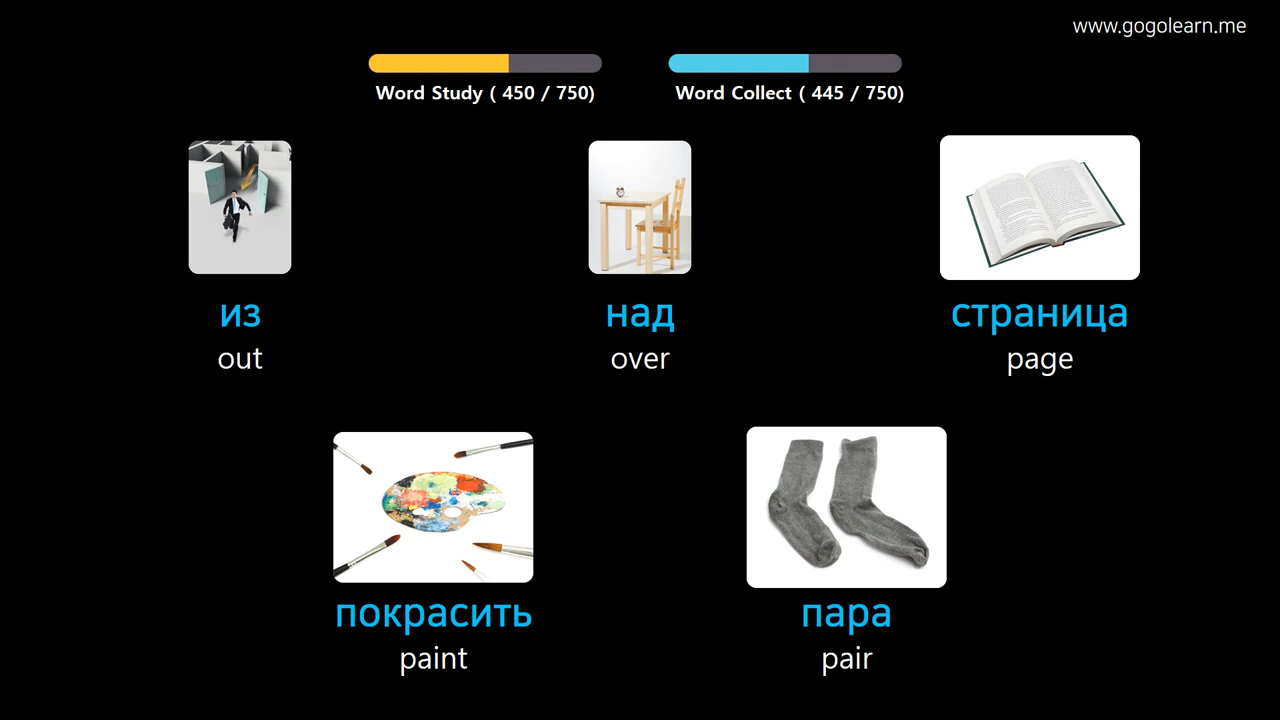 www.gogolearn.me
Word Study ( 450 / 750)
Word Collect ( 445 / 750)
из
над
страница
out
over
page
покрасить
пара
paint
pair